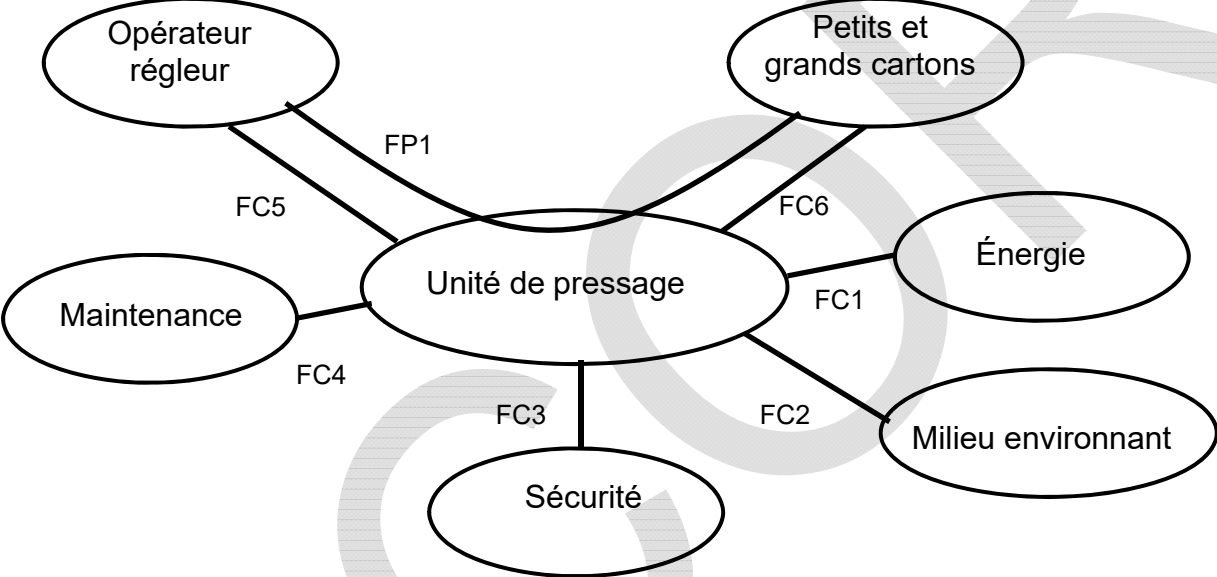 Opérateur
régleur
Petits et
grands cartons
FP1
FC5
FC6
Énergie
Unité de pressage
FC1
Maintenance
FC4
FC3
FC2
Milieu environnant
Sécurité